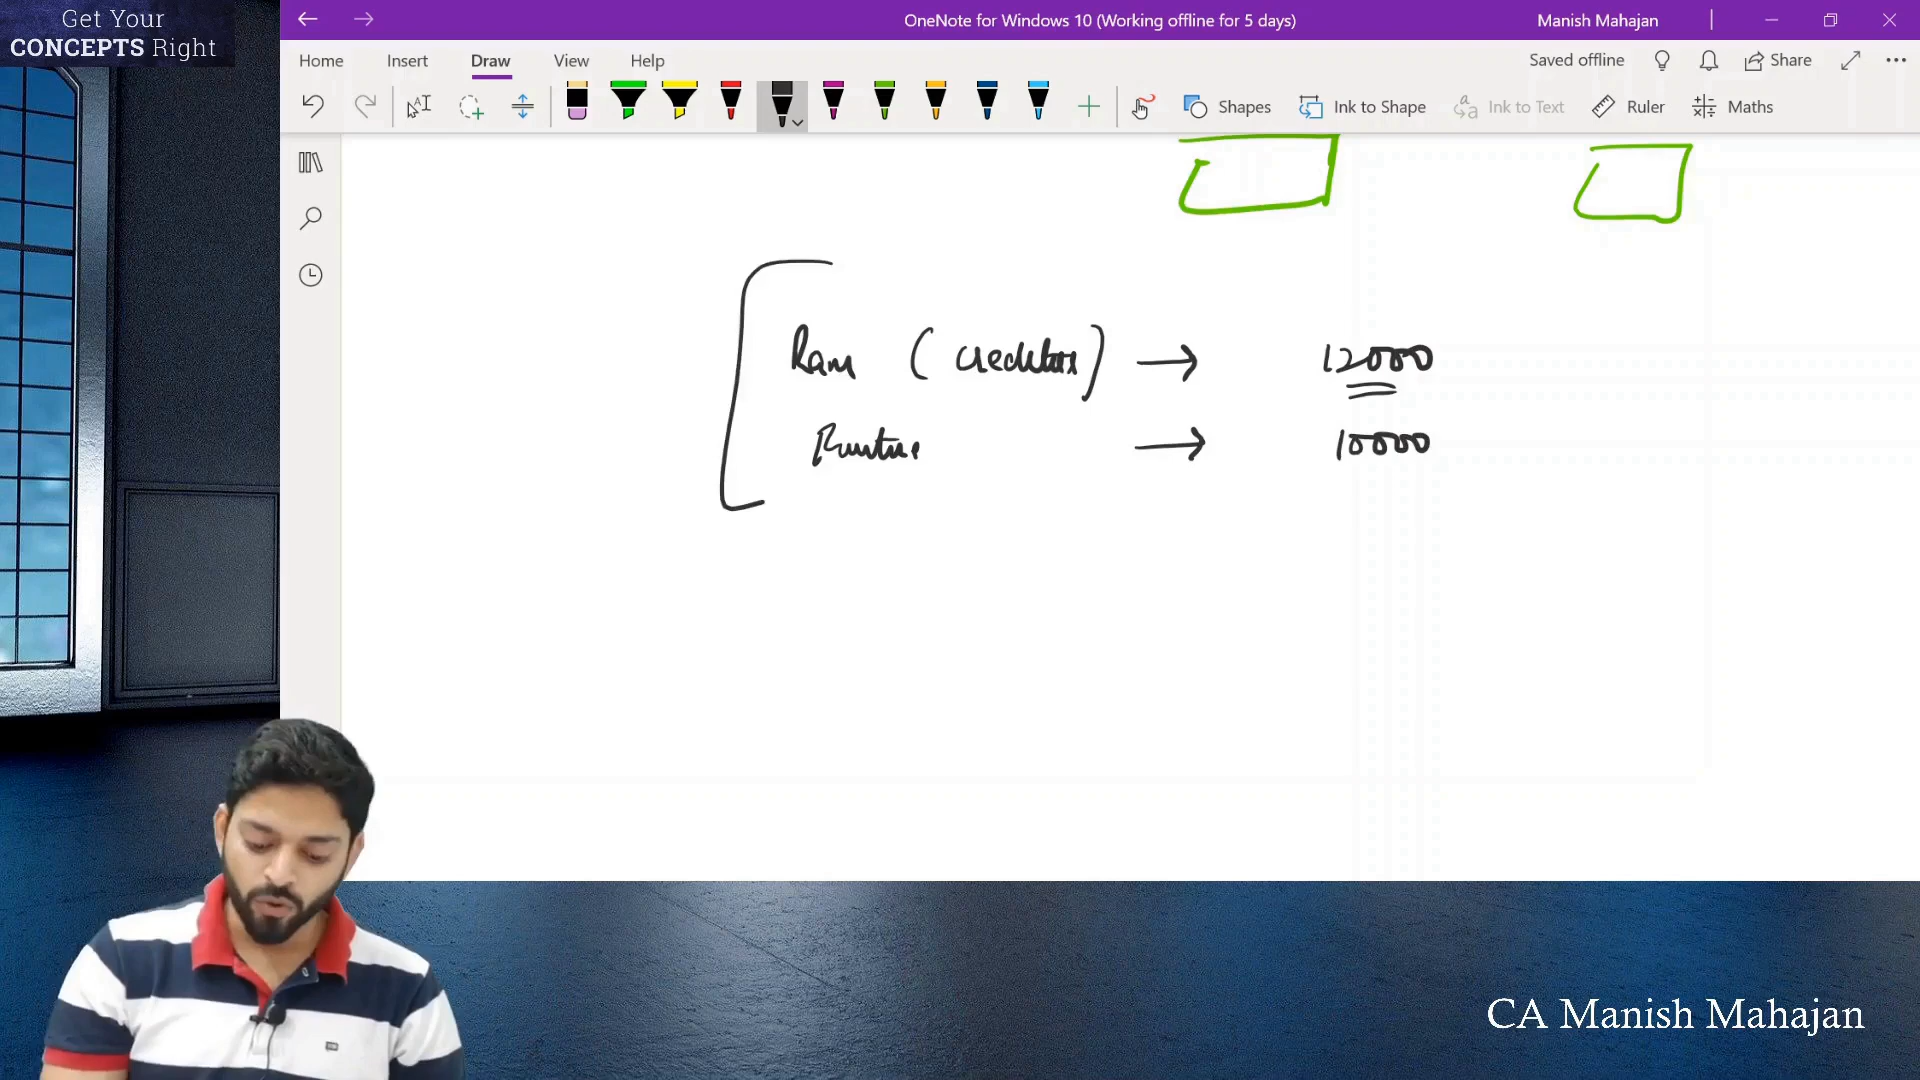 Get Your
CONCEPTS Right
OneNote for Windows 10 (Working offline for 5 days)
Manish Mahajan
Home Insert Draw View Help
Saved offline
Share
Shapes
Ink to Shape
Ink to Text
Ruler
Maths
Ram (creditors) → 12000
→ 10000
CA Manish Mahajan